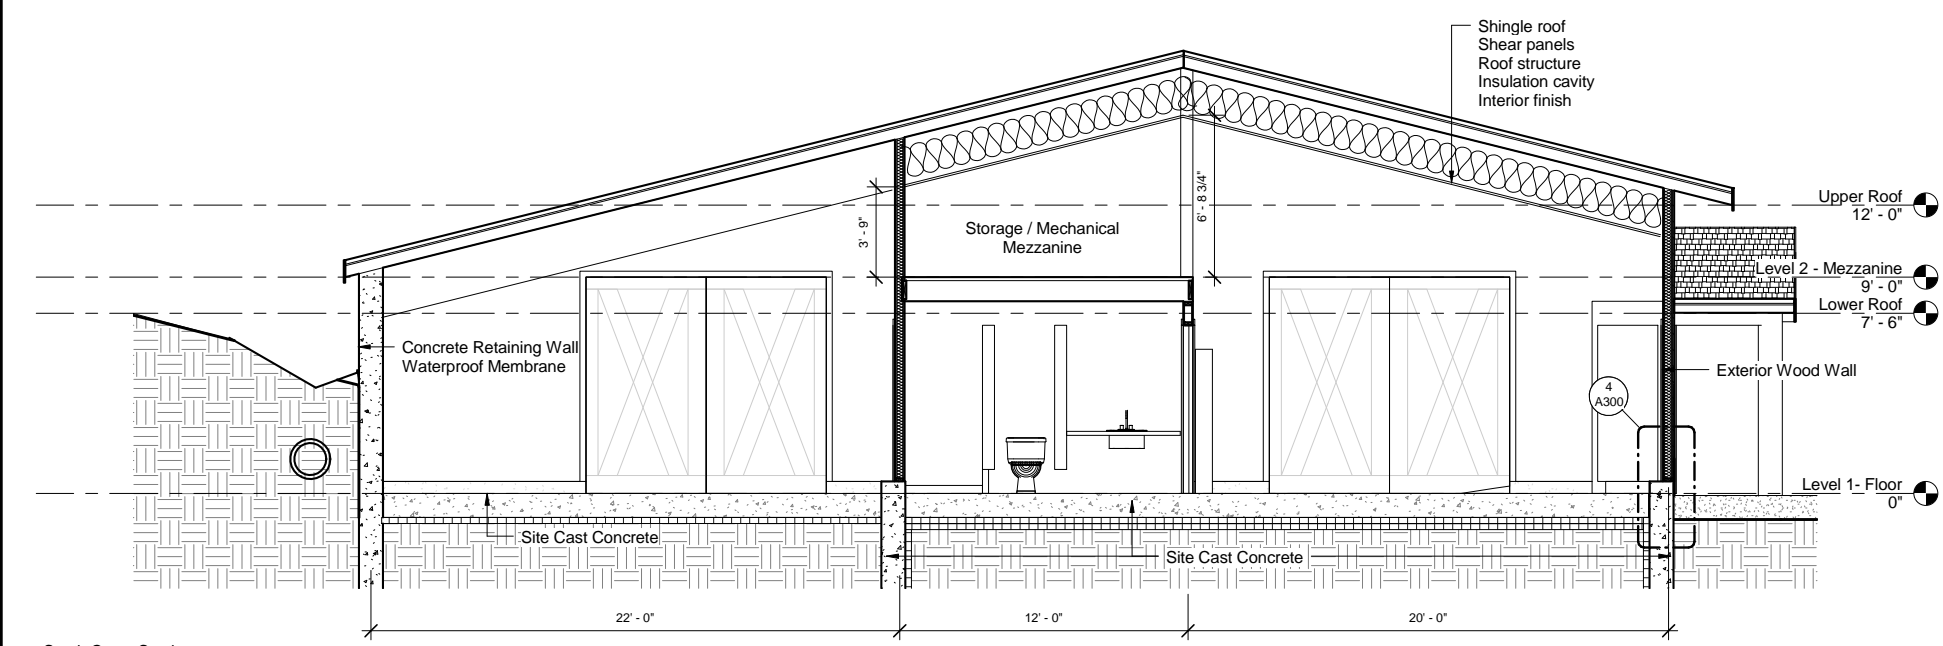 Shingle roof
Shear panels
Roof structure
Insulation cavity
Interior finish
Upper Roof
12' - 0"
6' - 8 3/4"
3' - 9"
Storage / Mechanical
Mezzanine
Level 2 - Mezzanine
9' - 0"
Lower Roof
7' - 6"
Concrete Retaining Wall
Waterproof Membrane
Exterior Wood Wall
4
A300
Level 1- Floor
0"
Site Cast Concrete
Site Cast Concrete
22' - 0"
12' - 0"
20' - 0"